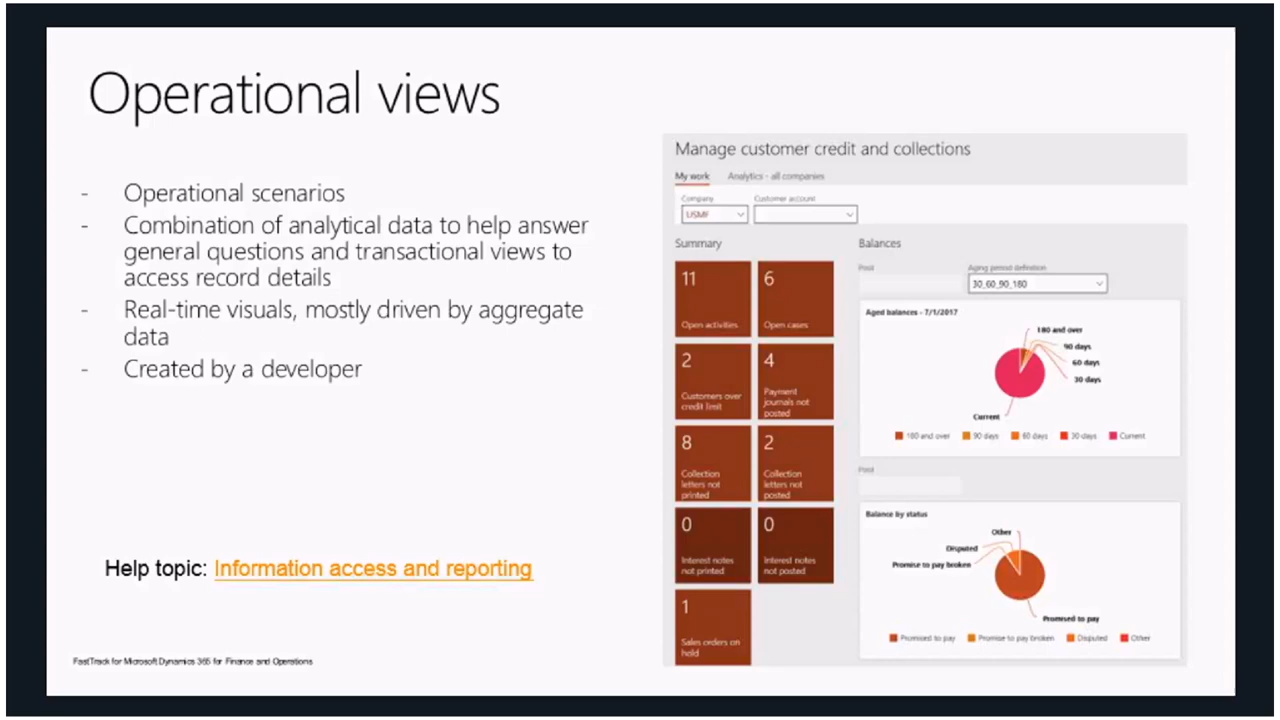 Operational views
- Operational scenarios
- Combination of analytical data to help answer
general questions and transactional views to
access record details
- Real-time visuals, mostly driven by aggregate
data
- Created by a developer
Help topic: Information access and reporting
FastTrack for Microsoft Dynamics 365 for Finance and Operations
Manage customer credit and collections
My work Analytics - all companies
Company Customer account
USMF
Summary
11
Open activities
6
Open cases
2
Customers over
credit limit
4
Payment
journals not
posted
8
Collection
letters not
printed
2
Collection
letters not
posted
0
Interest notes
not printed
0
Interest notes
not posted
1
Sales orders on
hold
Balances
Aging period definition
30_60_90_180
Aged balances - 7/1/2017
180 and over
90 days
60 days
30 days
Current
180 and over 90 days 60 days 30 days Current
Balance by status
Other
Disputed
Promise to pay broken
Promised to pay
Promised to pay Promise to pay broken Disputed Other